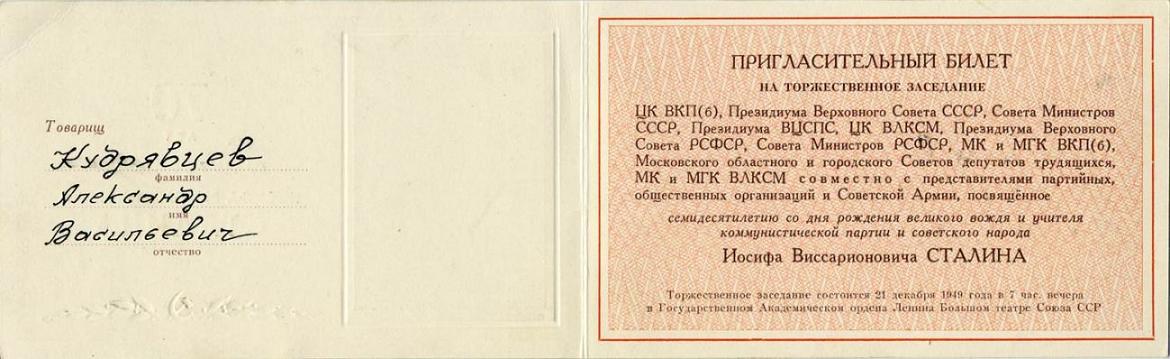 Товарищ
Кудрявцев
фамилия
Александр
имя
Васильевич
отчество
ПРИГЛАСИТЕЛЬНЫЙ БИЛЕТ
НА ТОРЖЕСТВЕННОЕ ЗАСЕДАНИЕ
ЦК ВКП(б), Президиума Верховного Совета СССР, Совета Министров
СССР, Президиума ВЦСПС, ЦК ВЛКСМ, Президиума Верховного
Совета РСФСР, Совета Министров РСФСР, МК и МГК ВКП(б),
Московского областного и городского Советов депутатов трудящихся,
МК и МГК ВЛКСМ совместно с представителями партийных,
общественных организаций и Советской Армии, посвящённое
семидесятилетию со дня рождения великого вождя и учителя
коммунистической партии и советского народа
Иосифа Виссарионовича СТАЛИНА
Торжественное заседание состоится 21 декабря 1949 года в 7 час. вечера
в Государственном Академическом ордена Ленина Большом театре Союза ССР